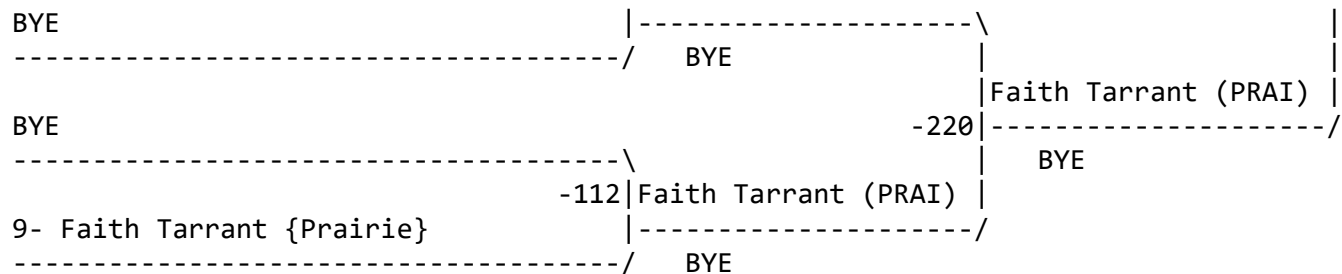 BYE |---------------------\ |
--------------------------------------/ BYE | |
|Faith Tarrant (PRAI) |
BYE -220|---------------------/
--------------------------------------\ | BYE
-112|Faith Tarrant (PRAI) |
9- Faith Tarrant {Prairie} |---------------------/
--------------------------------------/ BYE